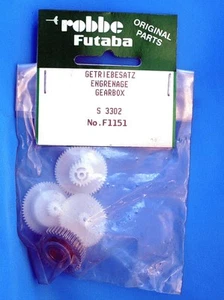 robbe
Futaba
ORIGINAL
PARTS
GETRIEBESATZ
ENGRENAGE
GEARBOX
S 3302
No.F1151